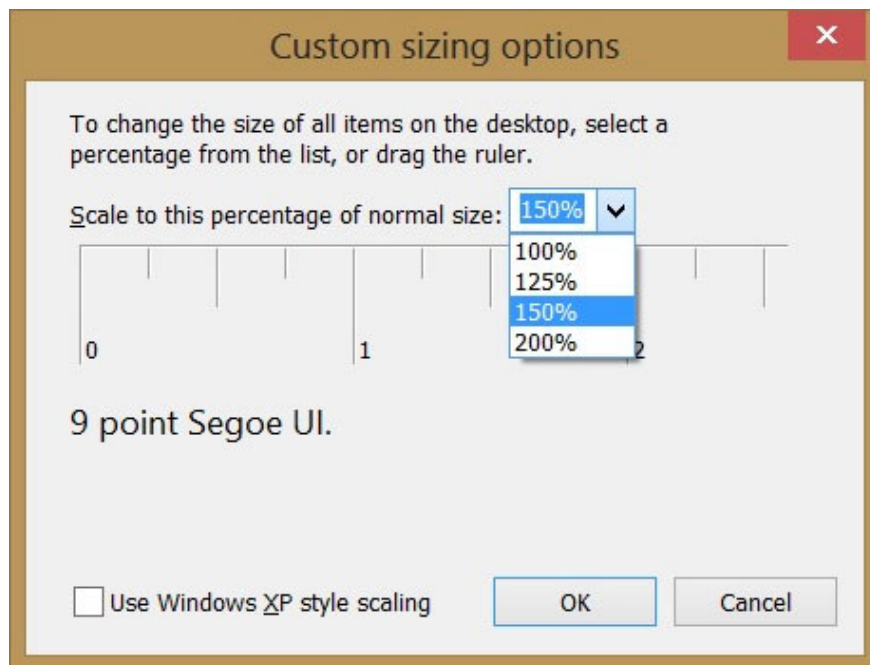 Custom sizing options
To change the size of all items on the desktop, select a
percentage from the list, or drag the ruler.
Scale to this percentage of normal size: 150%
100%
125%
150%
200%
0 1 2
9 point Segoe UI.
Use Windows XP style scaling OK Cancel